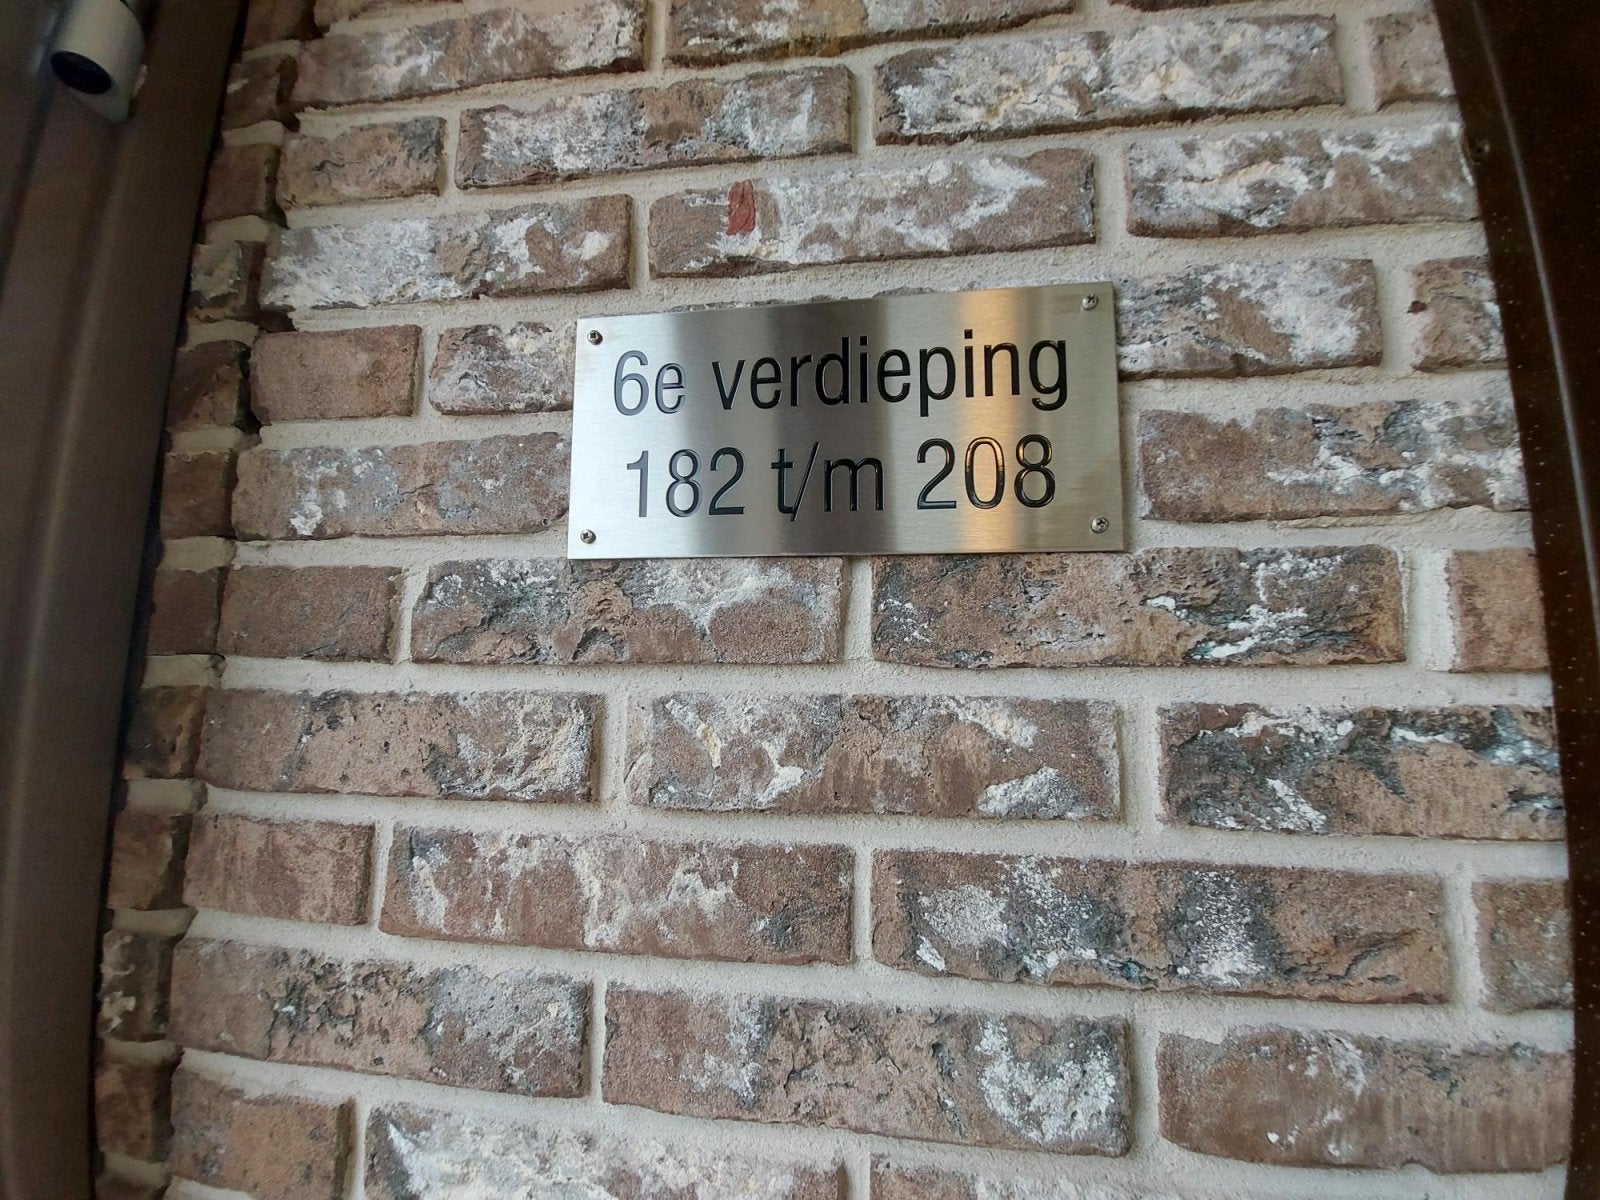 6e verdieping
182 t/m 208